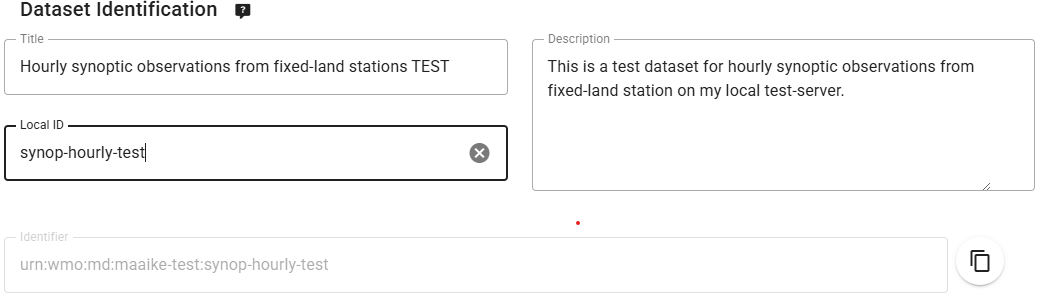 Dataset Identification ?
Title
Hourly synoptic observations from fixed-land stations TEST
Description
This is a test dataset for hourly synoptic observations from
fixed-land station on my local test-server.
Local ID
synop-hourly-test
Identifier
urn:wmo:md:maaike-test:synop-hourly-test